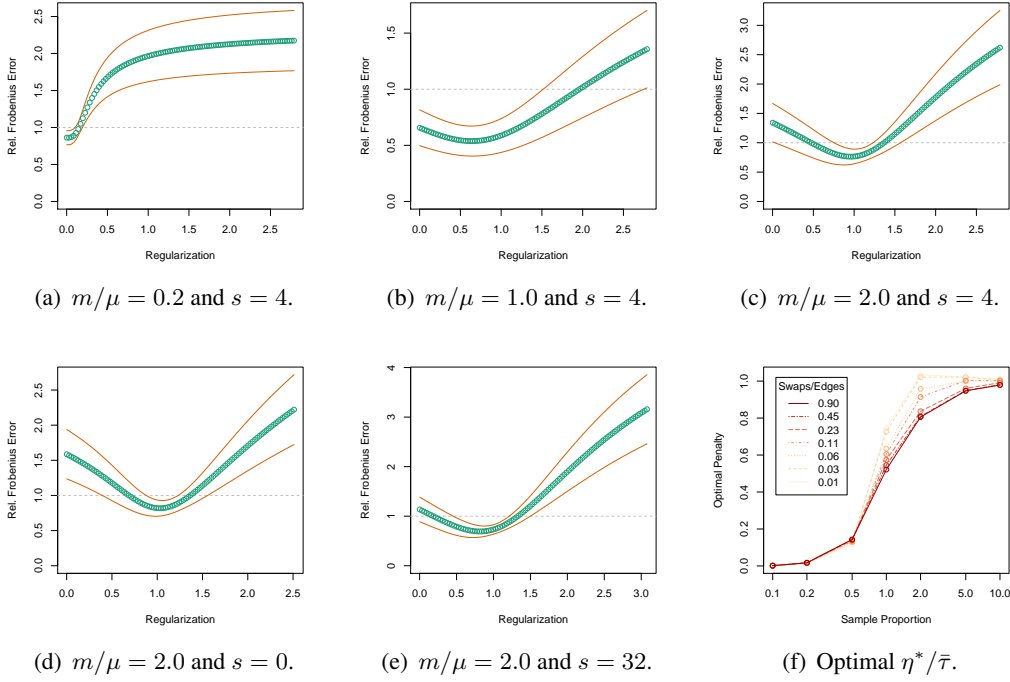 Rel. Frobenius Error
0.0 0.5 1.0 1.5 2.0 2.5
0.0 0.5 1.0 1.5 2.0 2.5
Regularization
(a) m/μ = 0.2 and s = 4.
Rel. Frobenius Error
0.0 0.5 1.0 1.5
0.0 0.5 1.0 1.5 2.0 2.5
Regularization
(b) m/μ = 1.0 and s = 4.
Rel. Frobenius Error
0.0 0.5 1.0 1.5 2.0 2.5 3.0
0.0 0.5 1.0 1.5 2.0 2.5
Regularization
(c) m/μ = 2.0 and s = 4.
Rel. Frobenius Error
0.0 0.5 1.0 1.5 2.0 2.5
0.0 0.5 1.0 1.5 2.0 2.5
Regularization
(d) m/μ = 2.0 and s = 0.
Rel. Frobenius Error
0 1 2 3 4
0.0 0.5 1.0 1.5 2.0 2.5 3.0
Regularization
(e) m/μ = 2.0 and s = 32.
Optimal Penalty
0.0 0.2 0.4 0.6 0.8 1.0
Swaps/Edges
0.90
0.45
0.23
0.11
0.06
0.03
0.01
0.1 0.2 0.5 1.0 2.0 5.0 10.0
Sample Proportion
(f) Optimal η*/τ̄.